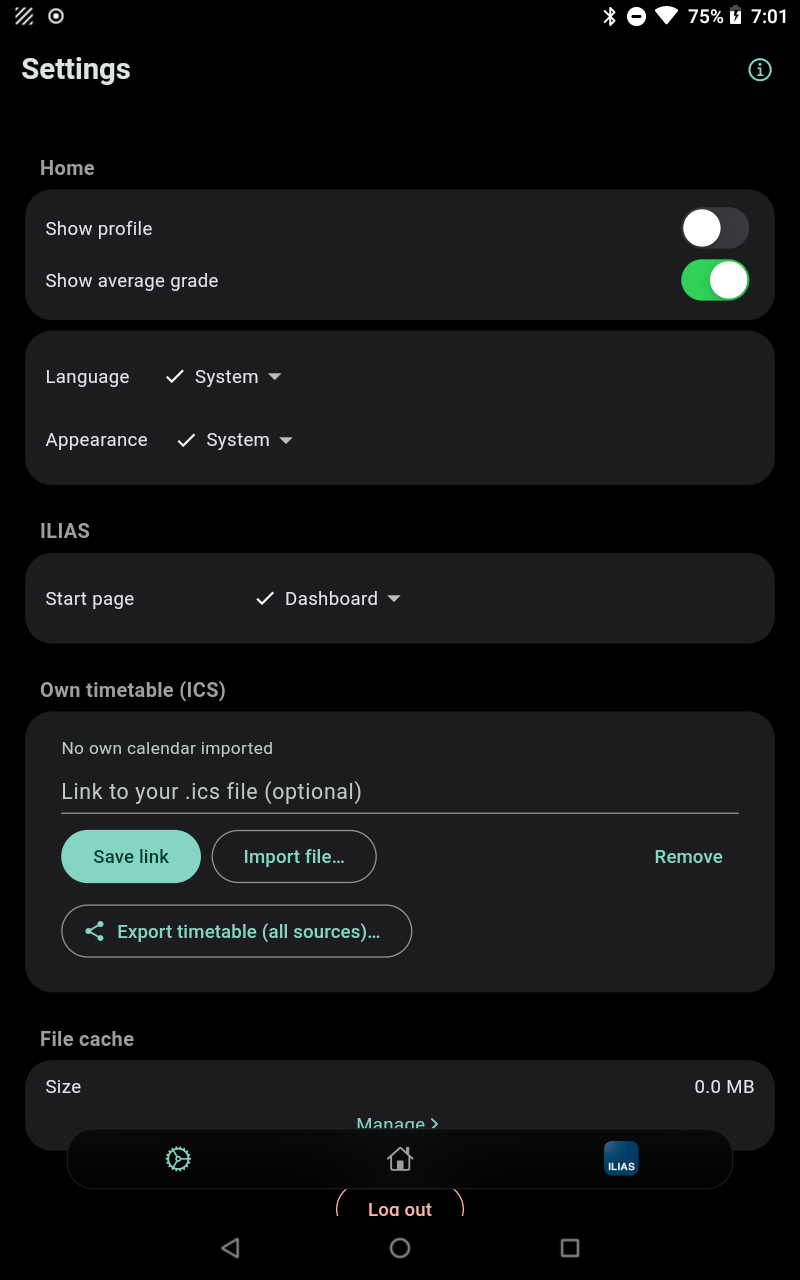 75% 7:01
Settings
Home
Show profile
Show average grade
Language System
Appearance System
ILIAS
Start page Dashboard
Own timetable (ICS)
No own calendar imported
Link to your .ics file (optional)
Save link Import file... Remove
Export timetable (all sources)...
File cache
Size 0.0 MB
Manage
ILIAS
Log out